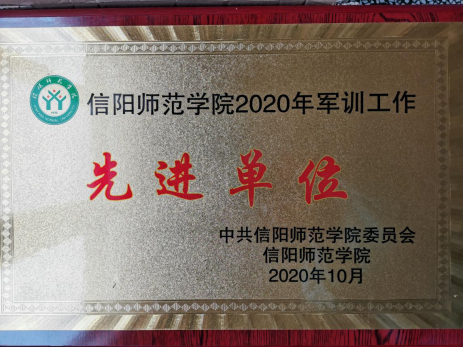 信阳师范学院2020年军训工作
先进单位
中共信阳师范学院委员会
信阳师范学院
2020年10月